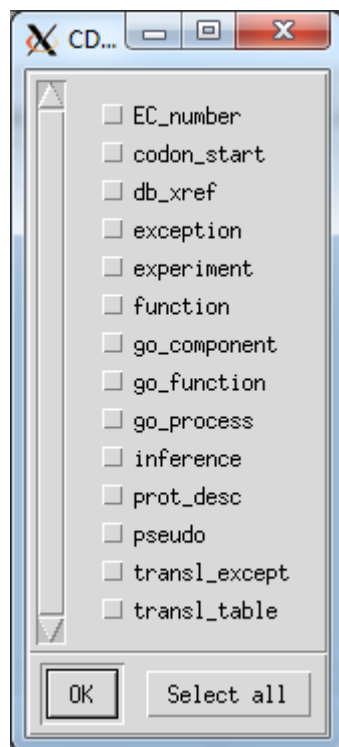 CD...
EC_number
codon_start
db_xref
exception
experiment
function
go_component
go_function
go_process
inference
prot_desc
pseudo
transl_except
transl_table
OK
Select all